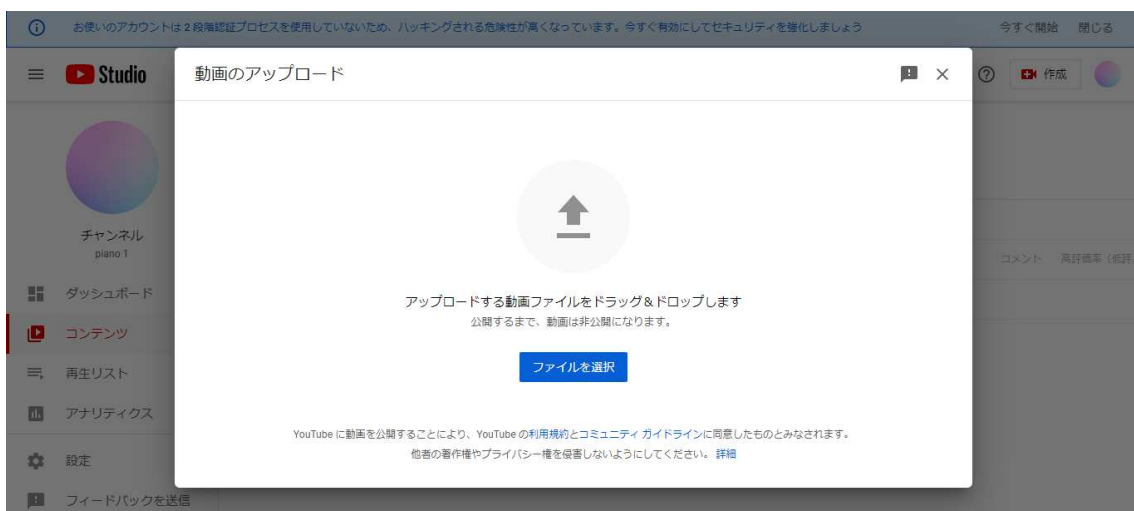 お使いのアカウントは2段階認証プロセスを使用していないため、ハッキングされる危険性が高くなっています。今すぐ有効にしてセキュリティを強化しましょう
今すぐ開始 閉じる
Studio
動画のアップロード
作成
チャンネル
piano 1
コメント 高評価率（低評
ダッシュボード
アップロードする動画ファイルをドラッグ＆ドロップします
公開するまで、動画は非公開になります。
コンテンツ
ファイルを選択
再生リスト
アナリティクス
YouTube に動画を公開することにより、YouTube の利用規約とコミュニティ ガイドラインに同意したものとみなされます。
他者の著作権やプライバシー権を侵害しないようにしてください。 詳細
設定
フィードバックを送信